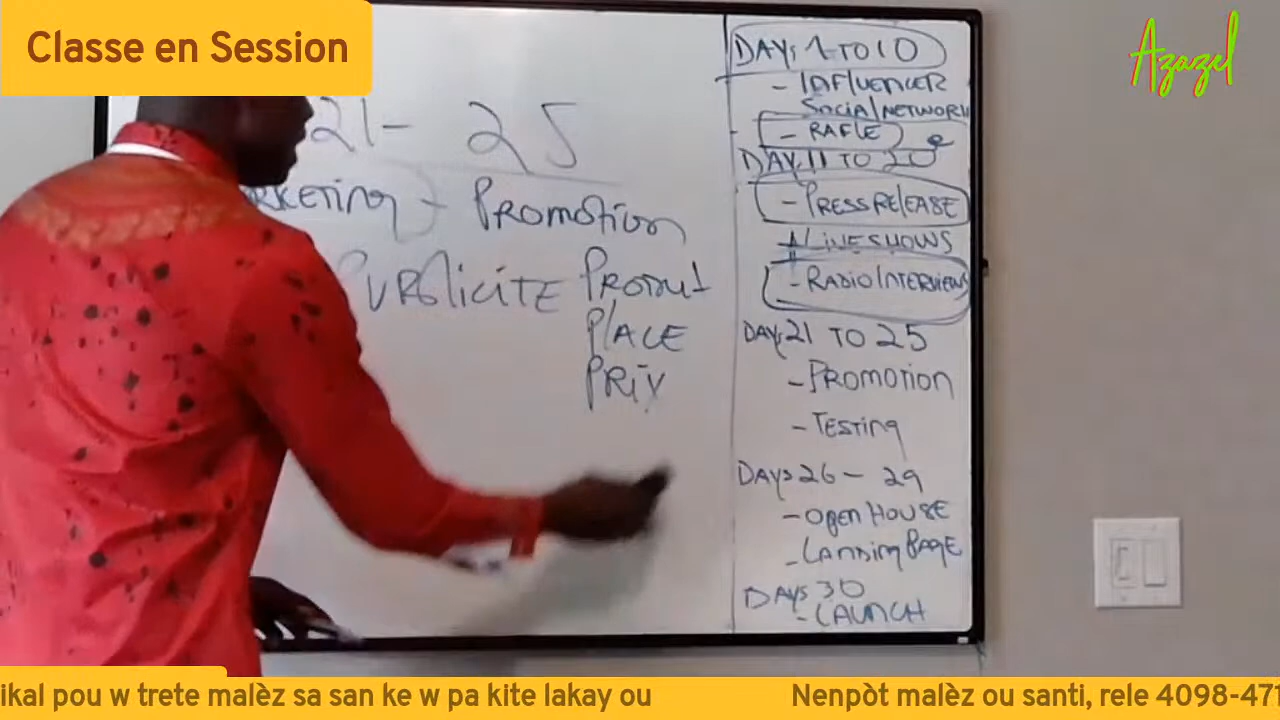 Classe en Session
Azazel
21 - 25
RKETing - PROMOTION
PUBLICITE PRODUIT
PLACE
PRIX
DAYS 1 TO 10
- INFLUENCER
SOCIAL NETWORK
- RAFLE
DAYS 11 TO 20
- PRESS RELEASE
LIVE SHOWS
- RADIO INTERVIEWS
DAYS 21 TO 25
- PROMOTION
- TESTING
DAYS 26 - 29
- OPEN HOUSE
- LANDING PAGE
DAYS 30
- LAUNCH
ikal pou w trete malèz sa san ke w pa kite lakay ou
Nenpòt malèz ou santi, rele 4098-471